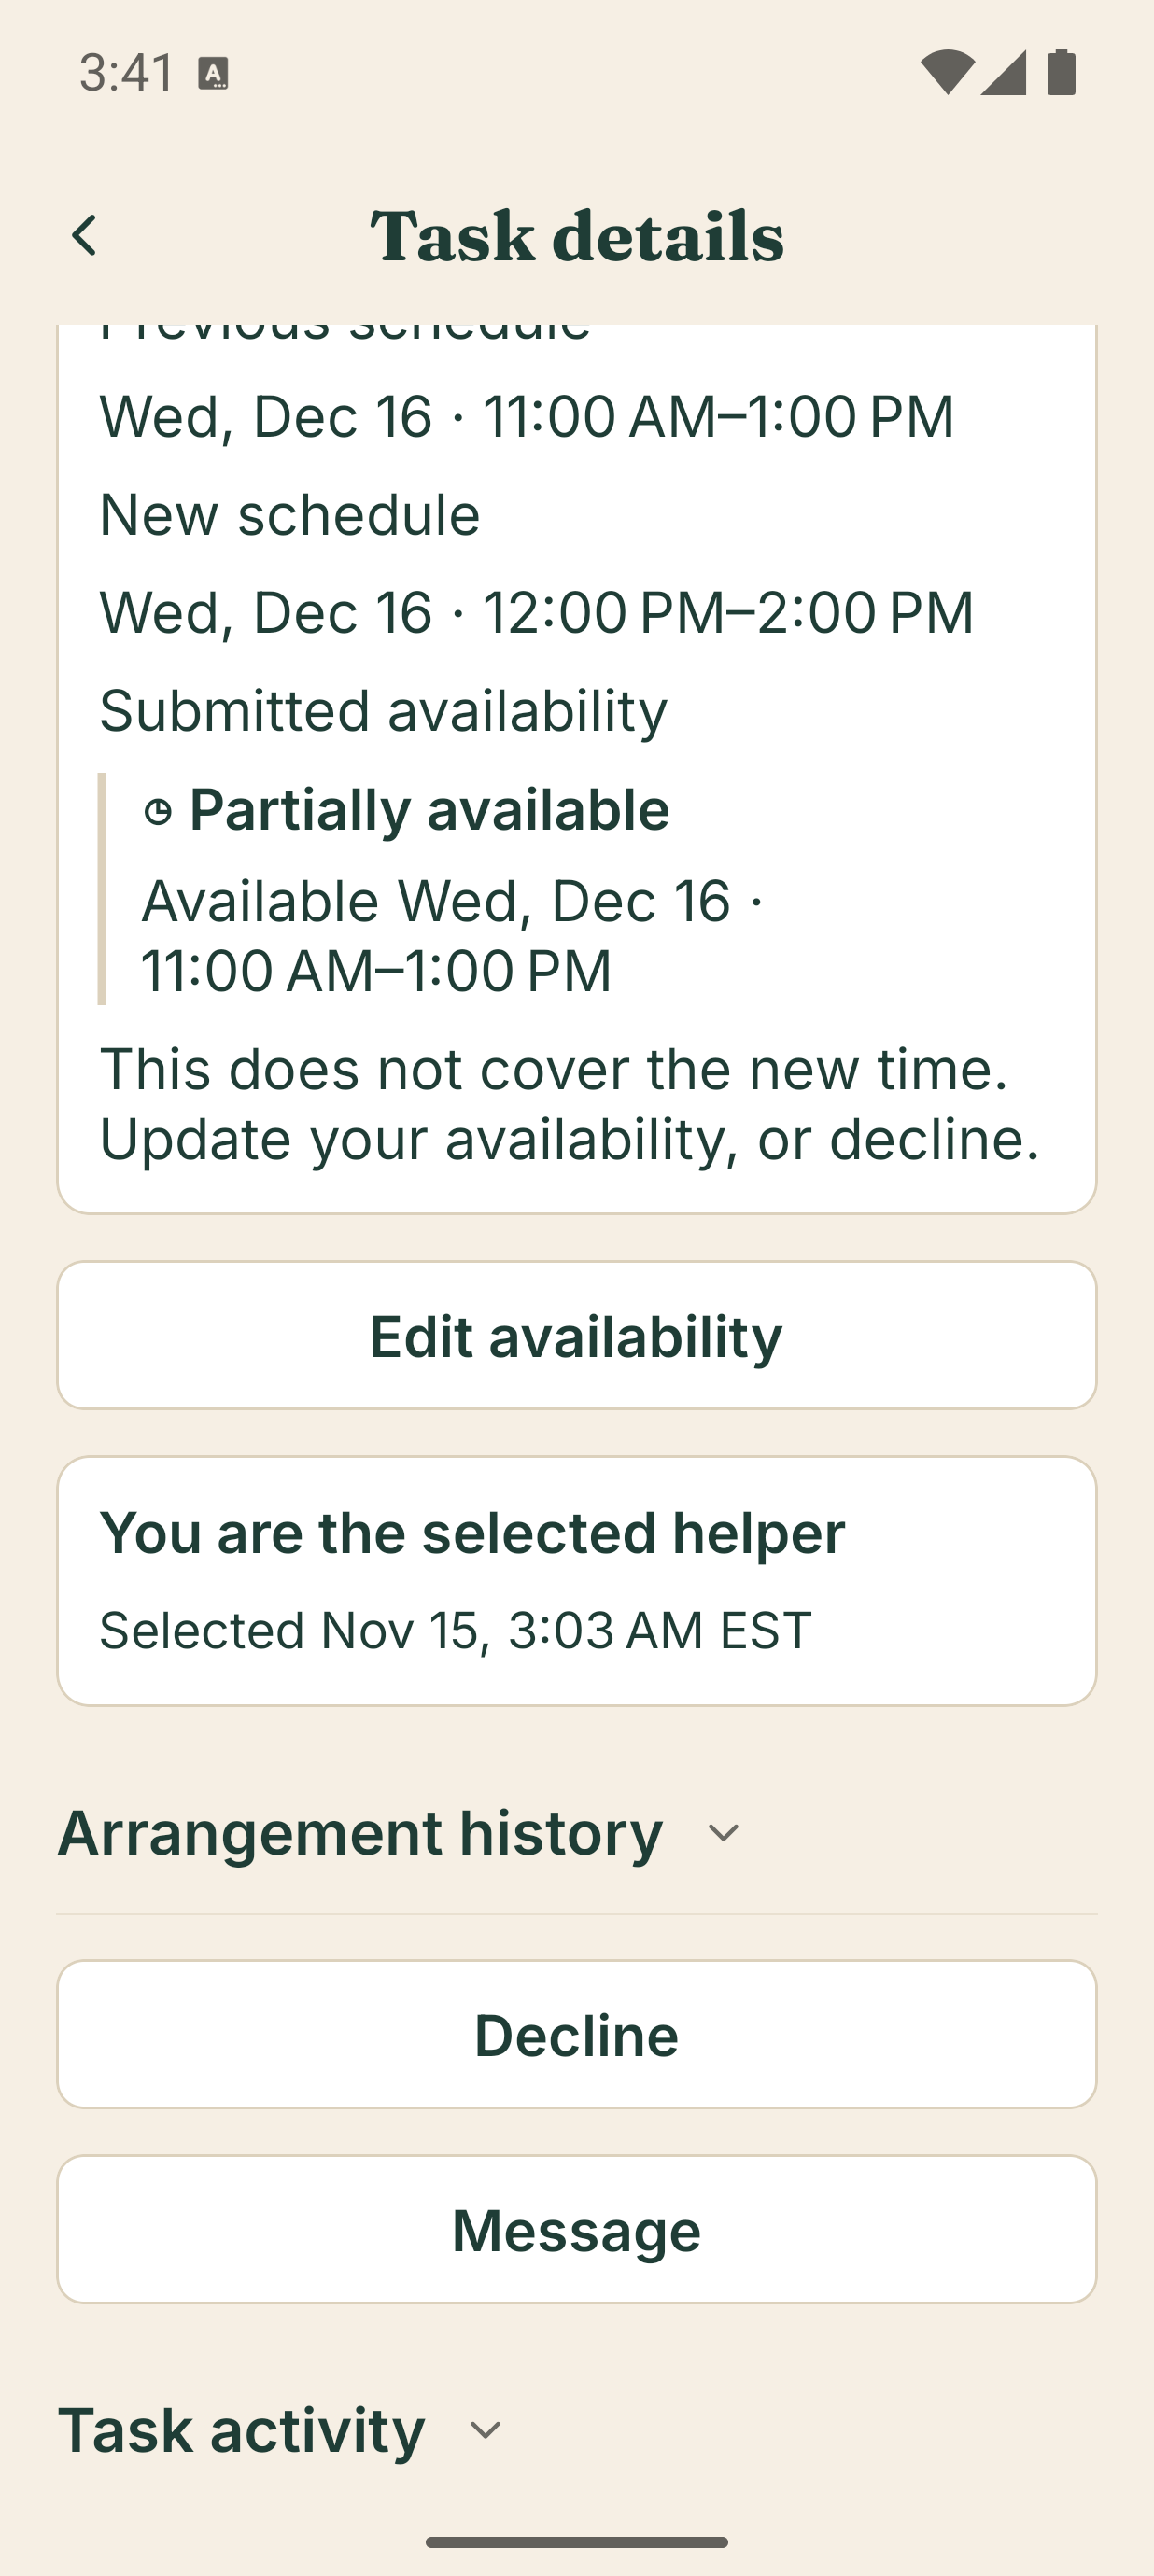 3:41
Task details
Previous schedule
Wed, Dec 16 · 11:00 AM–1:00 PM
New schedule
Wed, Dec 16 · 12:00 PM–2:00 PM
Submitted availability
Partially available
Available Wed, Dec 16 ·
11:00 AM–1:00 PM
This does not cover the new time.
Update your availability, or decline.
Edit availability
You are the selected helper
Selected Nov 15, 3:03 AM EST
Arrangement history
Decline
Message
Task activity